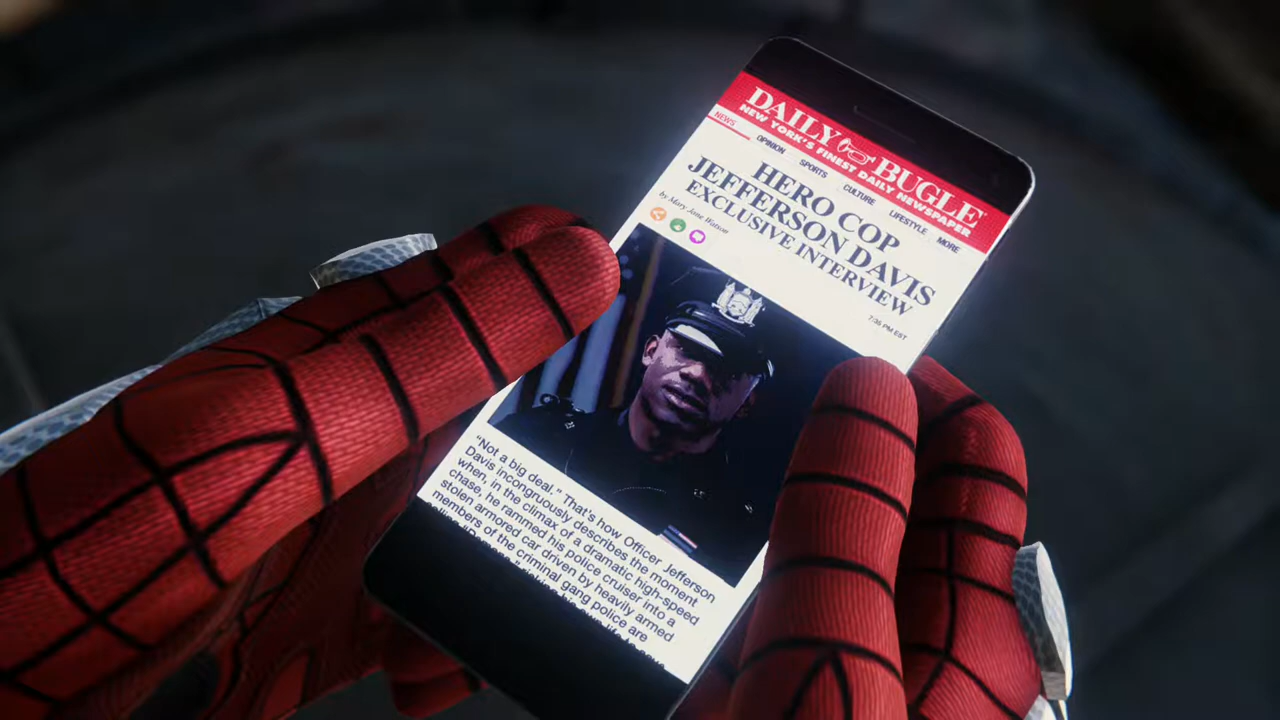 DAILY BUGLE
NEW YORK'S FINEST DAILY NEWSPAPER
NEWS OPINION SPORTS CULTURE LIFESTYLE MORE
HERO COP
JEFFERSON DAVIS
EXCLUSIVE INTERVIEW
by Mary Jane Watson
7:35 PM EST
"Not a big deal." That's how Officer Jefferson
Davis incongruously describes the moment
when, in the climax of a dramatic high-speed
chase, he rammed his police cruiser into a
stolen armored car driven by heavily armed
members of the criminal gang police are